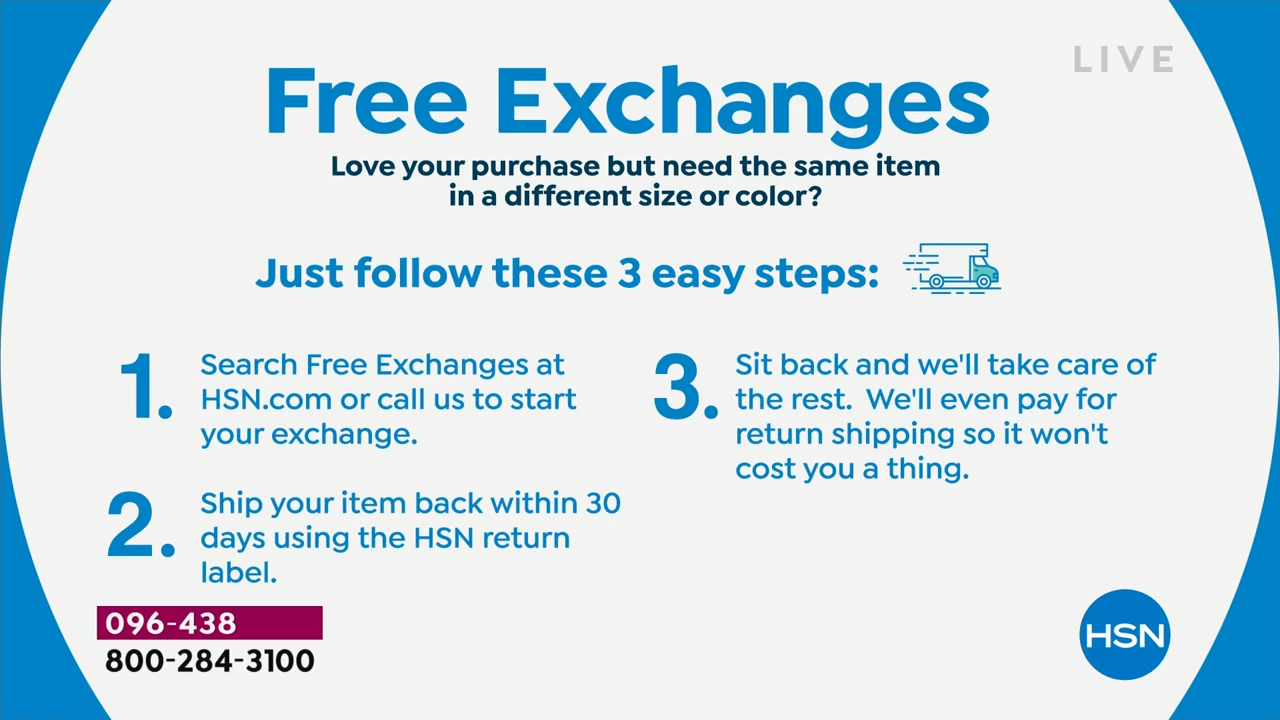 LIVE
Free Exchanges
Love your purchase but need the same item
in a different size or color?
Just follow these 3 easy steps:
1. Search Free Exchanges at
HSN.com or call us to start
your exchange.
2. Ship your item back within 30
days using the HSN return
label.
3. Sit back and we'll take care of
the rest. We'll even pay for
return shipping so it won't
cost you a thing.
096-438
800-284-3100
HSN